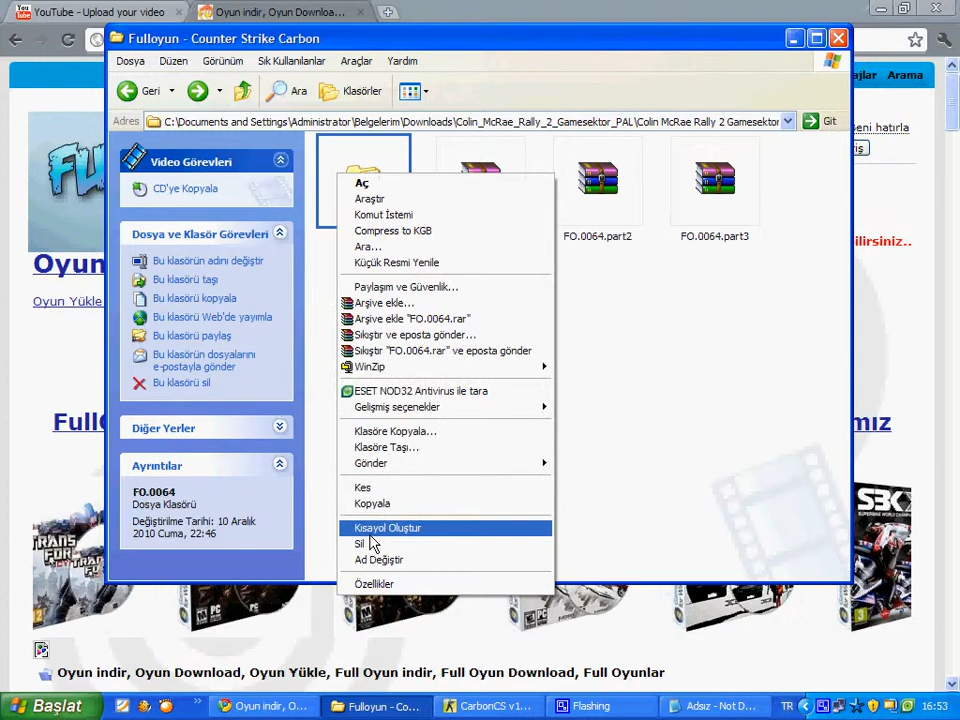 YouTube - Upload your video
Oyun indir, Oyun Downloa...
Fulloyun - Counter Strike Carbon
Dosya
Düzen
Görünüm
Sık Kullanılanlar
Araçlar
Yardım
ajlar
Arama
Geri
Ara
Klasörler
Adres
C:\Documents and Settings\Administrator\Belgelerim\Downloads\Colin_McRae_Rally_2_Gamesektor_PAL\Colin McRae Rally 2 Gamesektor
Git
Beni hatırla
iş
Video Görevleri
CD'ye Kopyala
Dosya ve Klasör Görevleri
Bu klasörün adını değiştir
Bu klasörü taşı
Bu klasörü kopyala
Bu klasörü Web'de yayımla
Bu klasörü paylaş
Bu klasörün dosyalarını
e-postayla gönder
Bu klasörü sil
Diğer Yerler
Ayrıntılar
FO.0064
Dosya Klasörü
Değiştirilme Tarihi: 10 Aralık
2010 Cuma, 22:46
FO.0064.part2
FO.0064.part3
Aç
Araştır
Komut İstemi
Compress to KGB
Ara...
Küçük Resmi Yenile
Paylaşım ve Güvenlik...
Arşive ekle...
Arşive ekle "FO.0064.rar"
Sıkıştır ve eposta gönder...
Sıkıştır "FO.0064.rar" ve eposta gönder
WinZip
ESET NOD32 Antivirus ile tara
Gelişmiş seçenekler
Klasöre Kopyala...
Klasöre Taşı...
Gönder
Kes
Kopyala
Kısayol Oluştur
Sil
Ad Değiştir
Özellikler
Oyun
Oyun Yükle
bilirsiniz..
Full
mız
TRANS
FOR
PC
PC
SBK
Oyun indir, Oyun Download, Oyun Yükle, Full Oyun indir, Full Oyun Download, Full Oyunlar
Başlat
Oyun indir, O...
Fulloyun - Co...
CarbonCS v1...
Flashing
Adsız - Not D...
TR
16:53